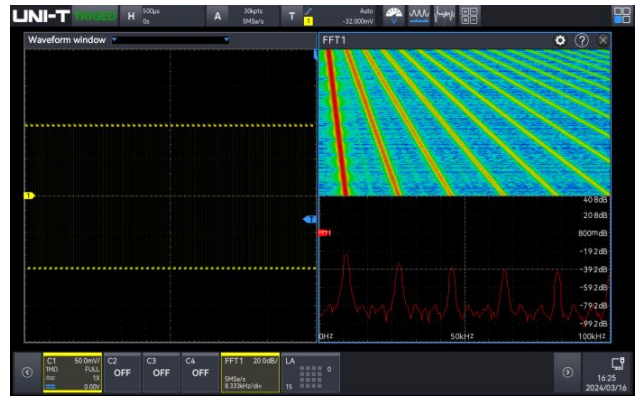 UNI-T TRIGED H 500μs 0s A 30kpts 5MSa/s T 1 Auto -32.000mV
Waveform window
FFT1
T
1
T
40.8dB
20.8dB
FFT1 800mdB
-19.2dB
-39.2dB
-59.2dB
-79.2dB
-99.2dB
0Hz 50kHz 100kHz
C1 50.0mV/ C2 C3 C4 FFT1 20.0dB/ LA
1MΩ FULL OFF OFF OFF 0
1X 5MSa/s
0.00V 8.333kHz/div 15
16:25
2024/03/16